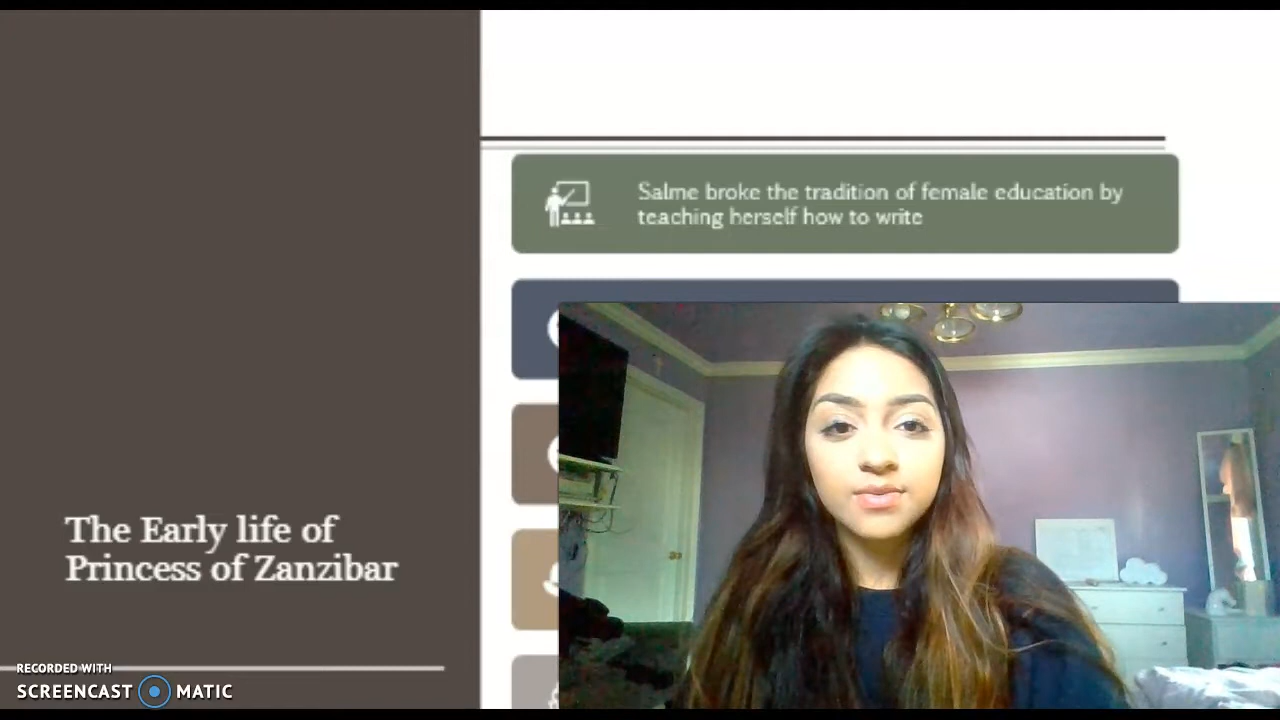 Salme broke the tradition of female education by
teaching herself how to write
The Early life of
Princess of Zanzibar
RECORDED WITH
SCREENCAST MATIC